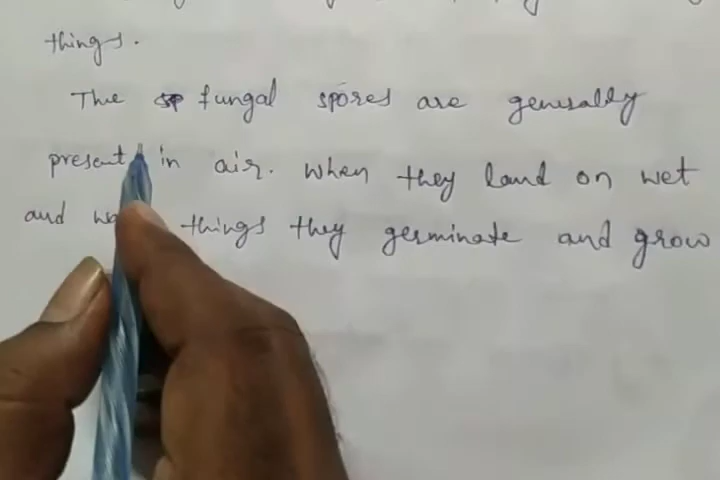 things.
The fungal spores are generally
present in air. When they land on wet
and things they germinate and grow